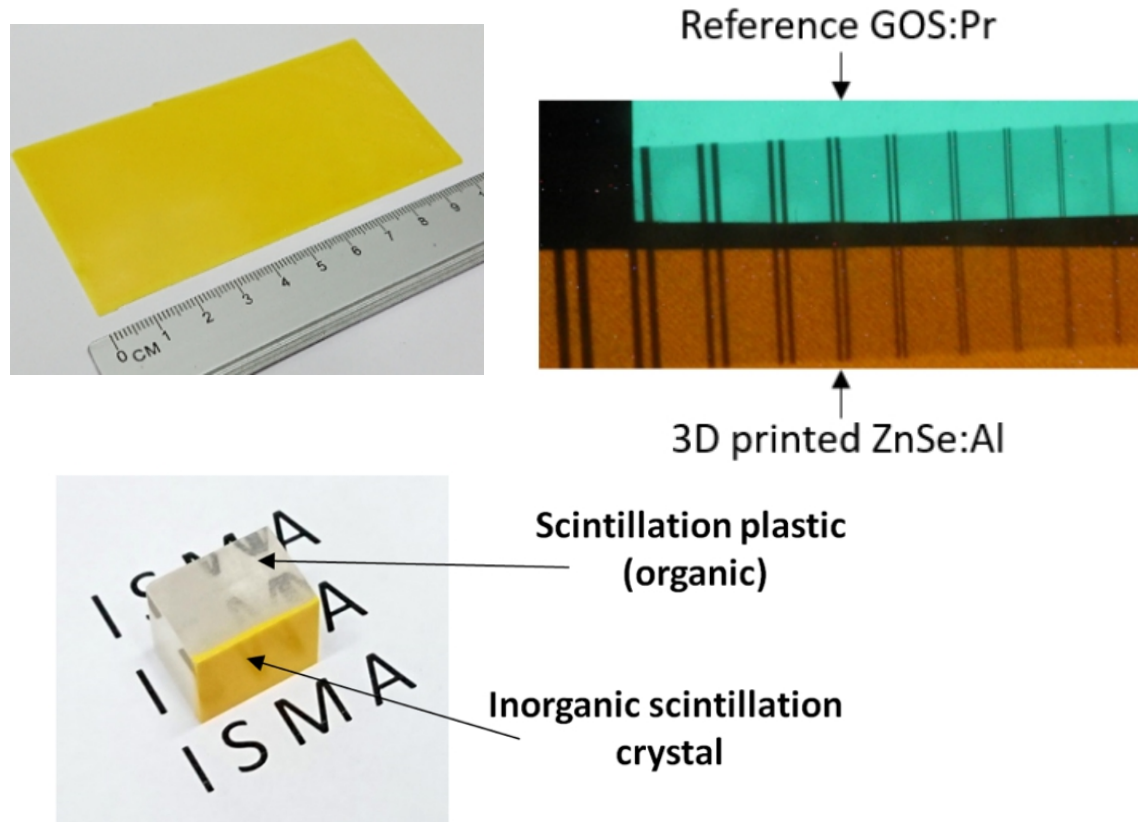 Reference GOS:Pr
0 1 2 3 4 5 6 7 8 9
CM
3D printed ZnSe:Al
Scintillation plastic
(organic)
Inorganic scintillation
crystal
ISMA
I A
ISMA